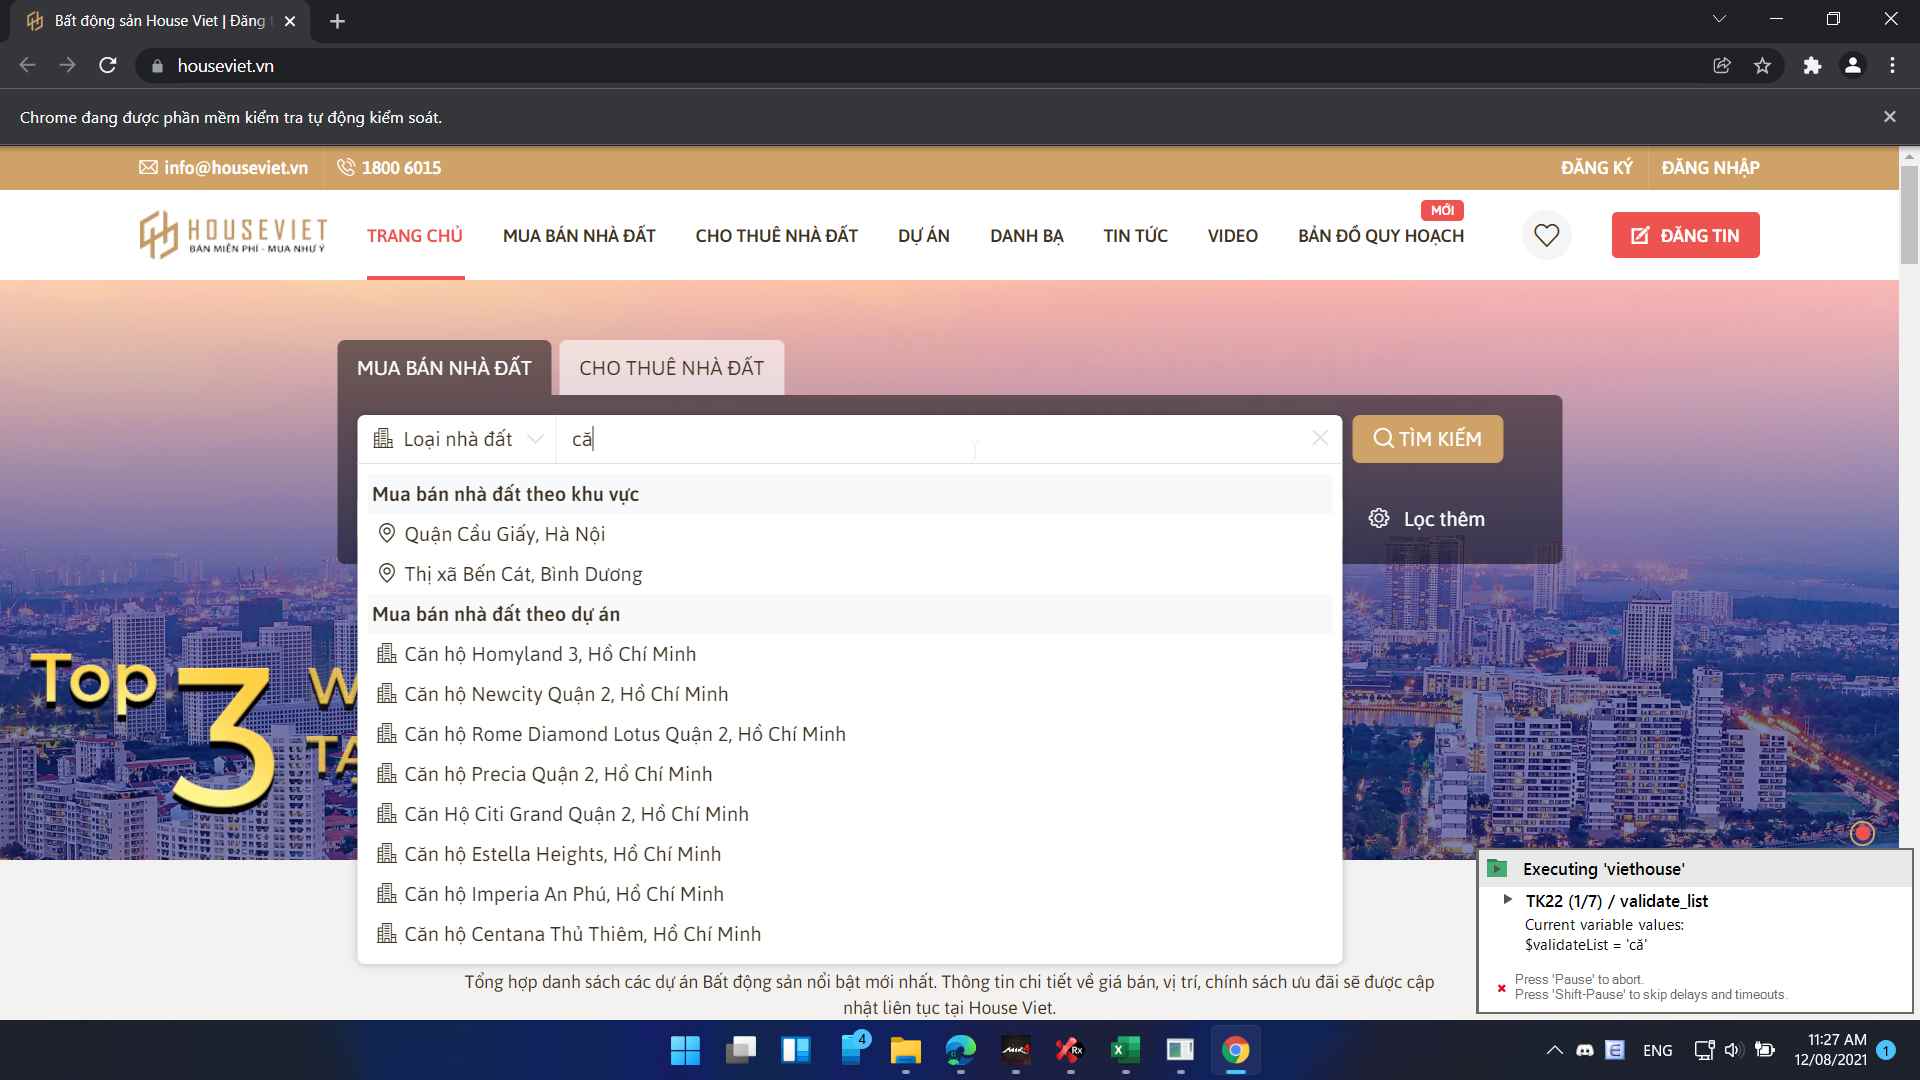 Bất động sản House Viet | Đăng t
houseviet.vn
Chrome đang được phần mềm kiểm tra tự động kiểm soát.
info@houseviet.vn
1800 6015
ĐĂNG KÝ
ĐĂNG NHẬP
HOUSEVIET
BÁN MIỄN PHÍ - MUA NHƯ Ý
TRANG CHỦ
MUA BÁN NHÀ ĐẤT
CHO THUÊ NHÀ ĐẤT
DỰ ÁN
DANH BẠ
TIN TỨC
VIDEO
MỚI
BẢN ĐỒ QUY HOẠCH
ĐĂNG TIN
MUA BÁN NHÀ ĐẤT
CHO THUÊ NHÀ ĐẤT
Loại nhà đất
că
TÌM KIẾM
Lọc thêm
Mua bán nhà đất theo khu vực
Quận Cầu Giấy, Hà Nội
Thị xã Bến Cát, Bình Dương
Mua bán nhà đất theo dự án
Căn hộ Homyland 3, Hồ Chí Minh
Căn hộ Newcity Quận 2, Hồ Chí Minh
Căn hộ Rome Diamond Lotus Quận 2, Hồ Chí Minh
Căn hộ Precia Quận 2, Hồ Chí Minh
Căn Hộ Citi Grand Quận 2, Hồ Chí Minh
Căn hộ Estella Heights, Hồ Chí Minh
Căn hộ Imperia An Phú, Hồ Chí Minh
Căn hộ Centana Thủ Thiêm, Hồ Chí Minh
Top 3
Tổng hợp danh sách các dự án Bất động sản nổi bật mới nhất. Thông tin chi tiết về giá bán, vị trí, chính sách ưu đãi sẽ được cập
nhật liên tục tại House Viet.
Executing 'viethouse'
TK22 (1/7) / validate_list
Current variable values:
$validateList = 'că'
Press 'Pause' to abort.
Press 'Shift-Pause' to skip delays and timeouts.
4
Rx
ENG
11:27 AM
12/08/2021
1